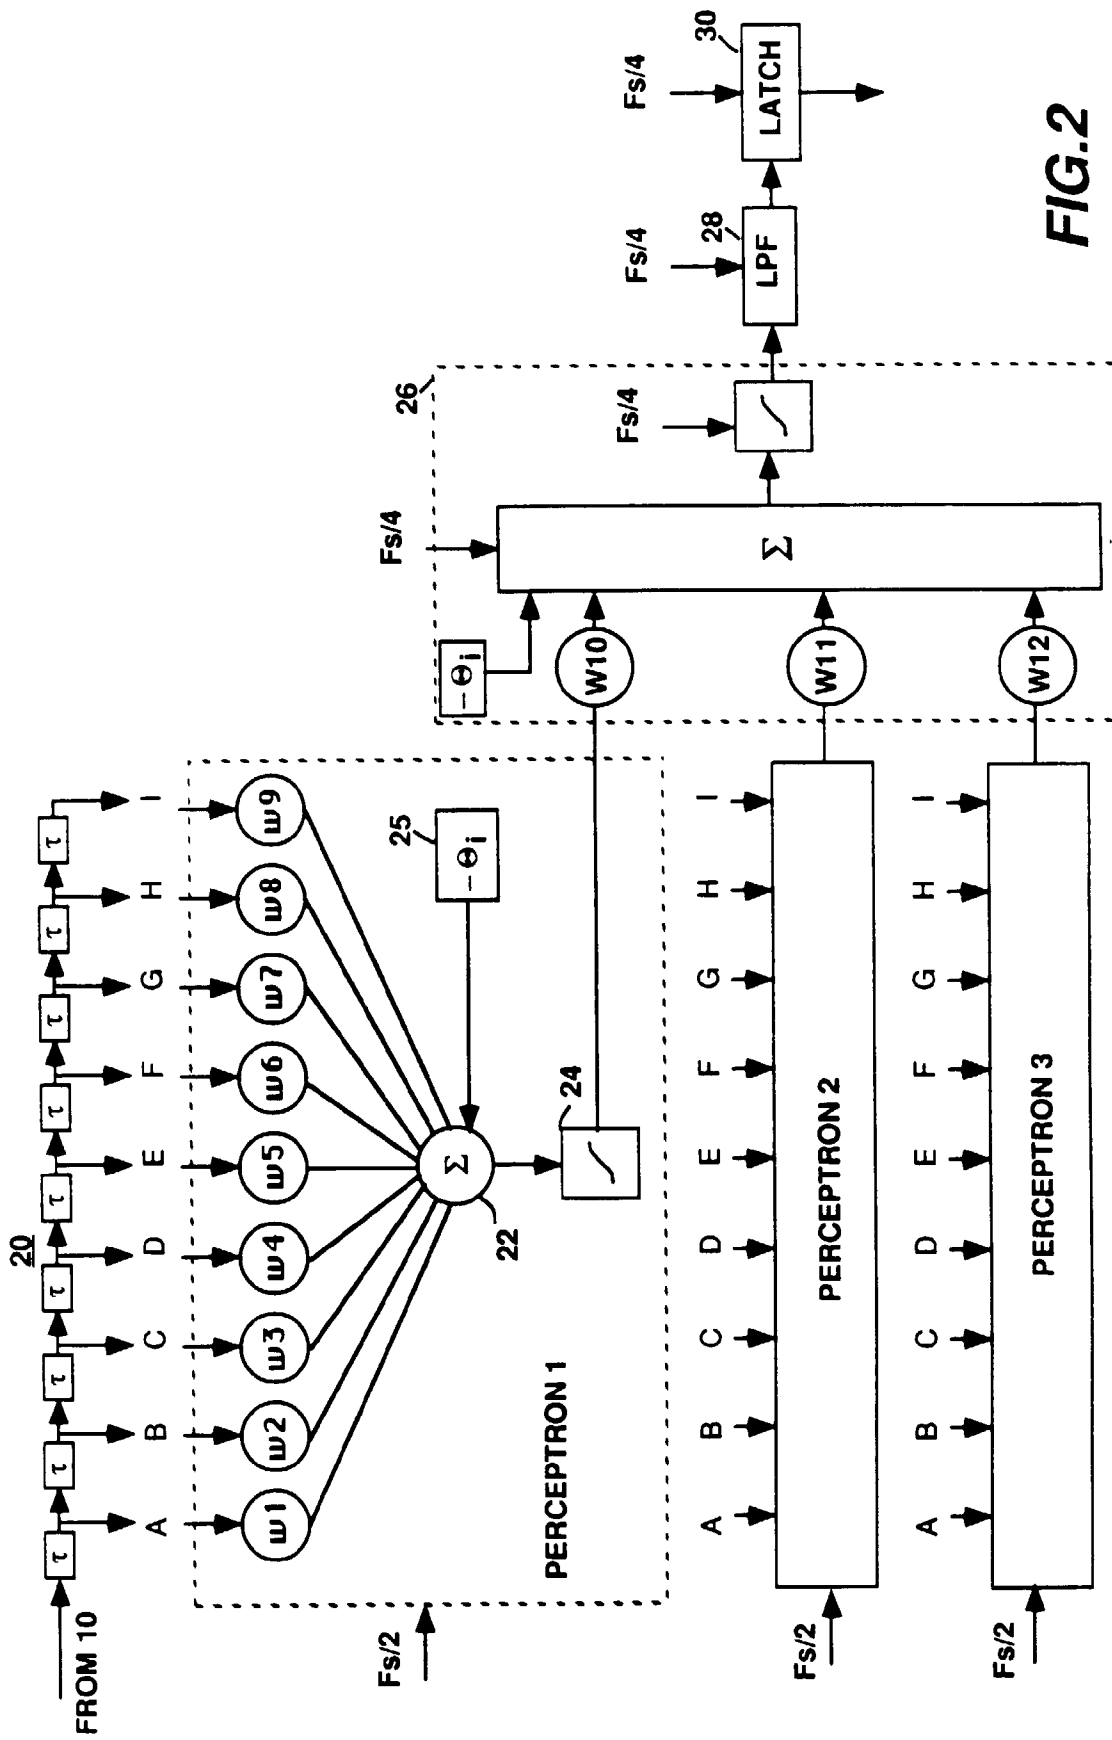 20
FROM 10
τ τ τ τ τ τ τ τ τ
A B C D E F G H I
w1 w2 w3 w4 w5 w6 w7 w8 w9
Σ
22
24
25
−Θi
PERCEPTRON 1
Fs/2
A B C D E F G H I
PERCEPTRON 2
Fs/2
A B C D E F G H I
PERCEPTRON 3
Fs/2
26
−Θi
W10
W11
W12
Σ
Fs/4
Fs/4
Fs/4
28
LPF
Fs/4
30
LATCH
FIG.2